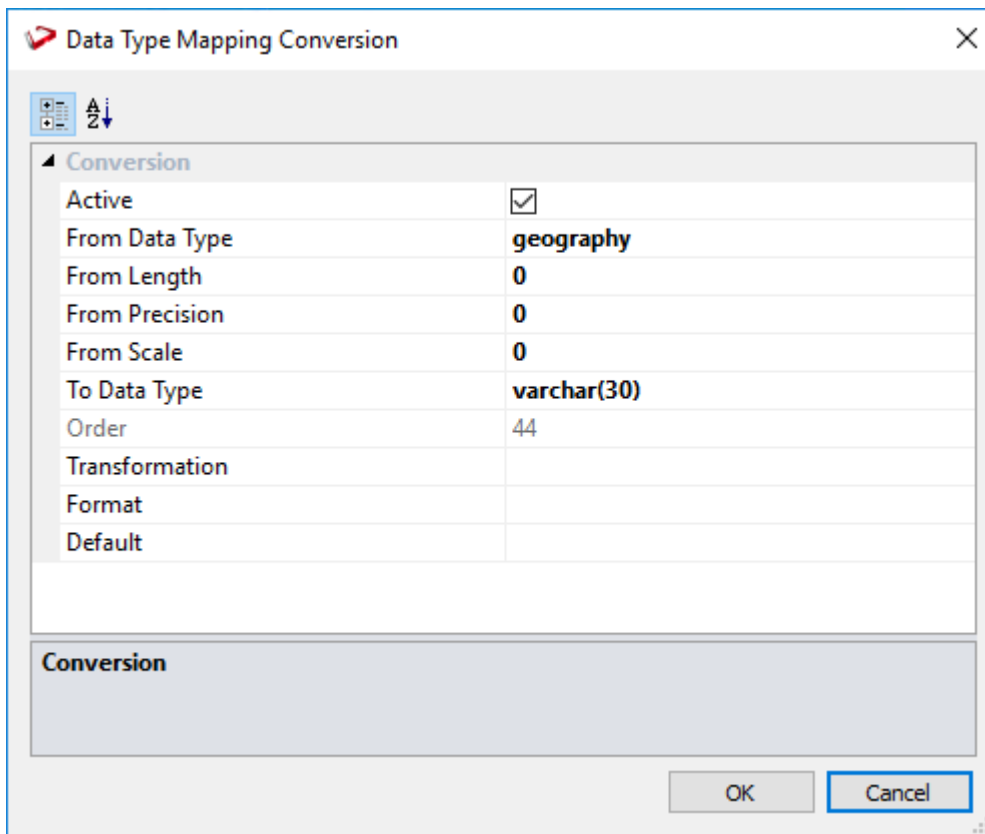 Data Type Mapping Conversion
A
Z
Conversion
Active
From Data Type geography
From Length 0
From Precision 0
From Scale 0
To Data Type varchar(30)
Order 44
Transformation
Format
Default
Conversion
OK Cancel